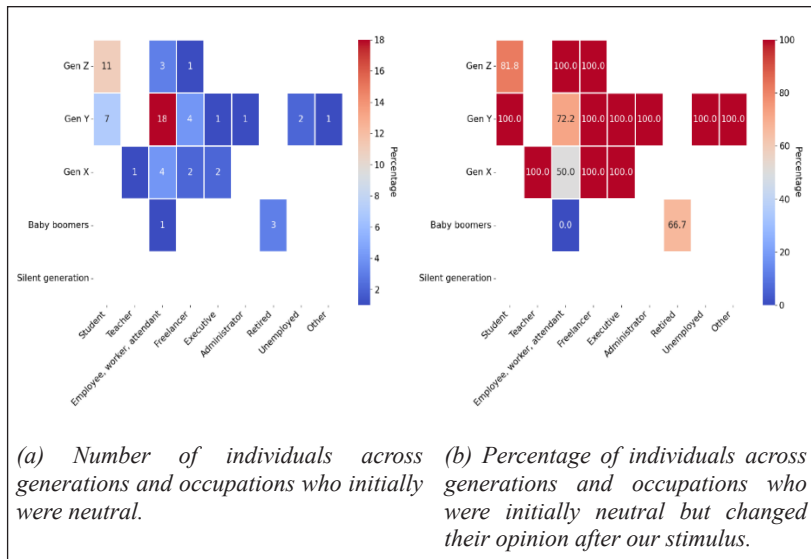 Gen Z
11
3
1
Gen Y
7
18
4
1
1
2
1
Gen X
1
4
2
2
Baby boomers
1
3
Silent generation
Student
Teacher
Employee, worker, attendant
Freelancer
Executive
Administrator
Retired
Unemployed
Other
18
16
14
12
10
8
6
4
2
Percentage
Gen Z
81.8
100.0
100.0
Gen Y
100.0
72.2
100.0
100.0
100.0
100.0
100.0
Gen X
100.0
50.0
100.0
100.0
Baby boomers
0.0
66.7
Silent generation
Student
Teacher
Employee, worker, attendant
Freelancer
Executive
Administrator
Retired
Unemployed
Other
100
80
60
40
20
0
Percentage
(a) Number of individuals across
generations and occupations who initially
were neutral.
(b) Percentage of individuals across
generations and occupations who
were initially neutral but changed
their opinion after our stimulus.